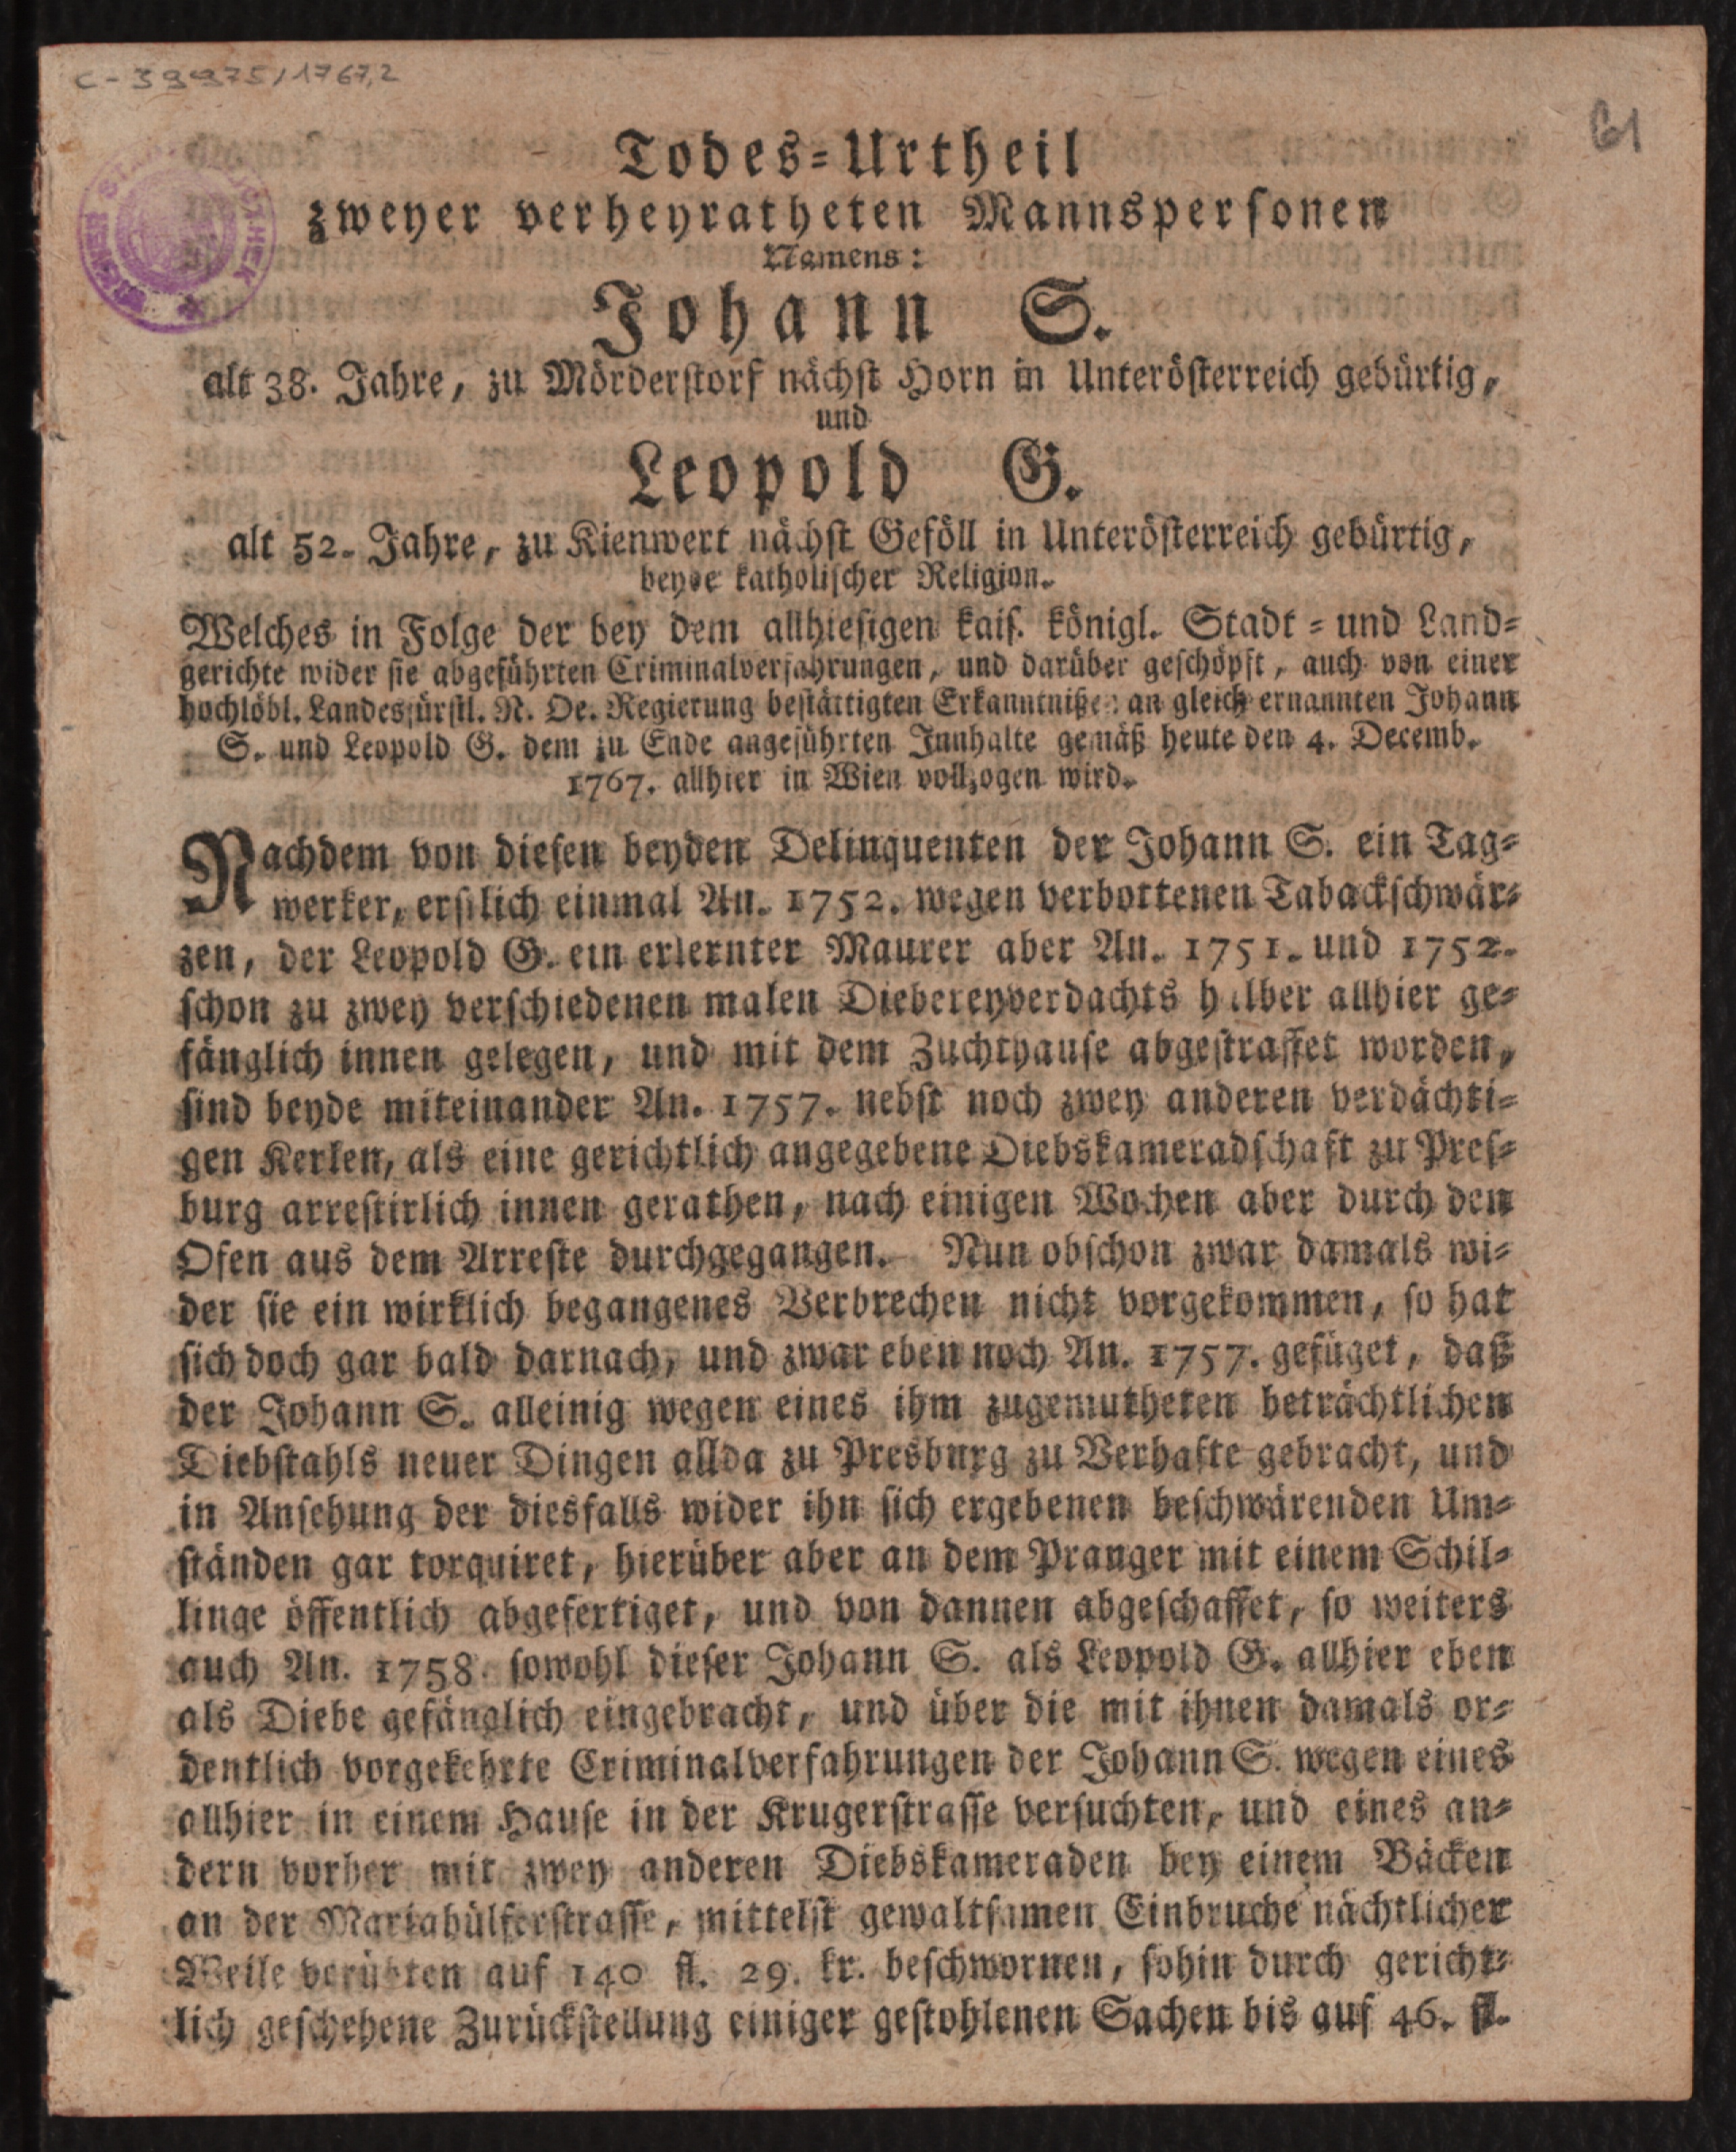 C-39975/1767,2
61
Todes-Urtheil
zweyer verheyratheten Mannspersonen
Namens:
Johann S.
alt 38. Jahre, zu Mörderstorf nächst Horn in Unterösterreich gebürtig,
und
Leopold G.
alt 52. Jahre, zu Kienwert nächst Geföll in Unterösterreich gebürtig,
beyde katholischer Religion.
Welches in Folge der bey dem allhiesigen kais. königl. Stadt- und Land-
gerichte wider sie abgeführten Criminalverfahrungen, und darüber geschöpft, auch von einer
hochlöbl. Landesfürstl. N. Oe. Regierung bestättigten Erkanntnißen an gleich ernannten Johann
S. und Leopold G. dem zu Ende angeführten Innhalte gemäß heute den 4. Decemb.
1767. allhier in Wien vollzogen wird.
Nachdem von diesen beyden Delinquenten der Johann S. ein Tag-
werker, erstlich einmal An. 1752. wegen verbottenen Tabackschwär-
zen, der Leopold G. ein erlernter Maurer aber An. 1751. und 1752.
schon zu zwey verschiedenen malen Diebereyverdachts halber allhier ge-
fänglich innen gelegen, und mit dem Zuchthause abgestraffet worden,
sind beyde miteinander An. 1757. nebst noch zwey anderen verdächti-
gen Kerlen, als eine gerichtlich angegebene Diebskameradschaft zu Pres-
burg arrestirlich innen gerathen, nach einigen Wochen aber durch den
Ofen aus dem Arreste durchgegangen. Nun obschon zwar damals wi-
der sie ein wirklich begangenes Verbrechen nicht vorgekommen, so hat
sich doch gar bald darnach, und zwar eben noch An. 1757. gefüget, daß
der Johann S. alleinig wegen eines ihm zugemutheten beträchtlichen
Diebstahls neuer Dingen allda zu Presburg zu Verhafte gebracht, und
in Ansehung der diesfalls wider ihn sich ergebenen beschwärenden Um-
ständen gar torquiret, hierüber aber an dem Pranger mit einem Schil-
linge öffentlich abgefertiget, und von dannen abgeschaffet, so weiters
auch An. 1758. sowohl dieser Johann S. als Leopold G. allhier eben
als Diebe gefänglich eingebracht, und über die mit ihnen damals or-
dentlich vorgekehrte Criminalverfahrungen der Johann S. wegen eines
allhier in einem Hause in der Krugerstrasse versuchten, und eines an-
dern vorher mit zwey anderen Diebskameraden bey einem Bäcken
an der Mariahülferstrasse, mittelst gewaltsamen Einbruche nächtlicher
Weile verübten auf 140 fl. 29. kr. beschwornen, sohin durch gericht-
lich geschehene Zurückstellung einiger gestohlenen Sachen bis auf 46. fl.